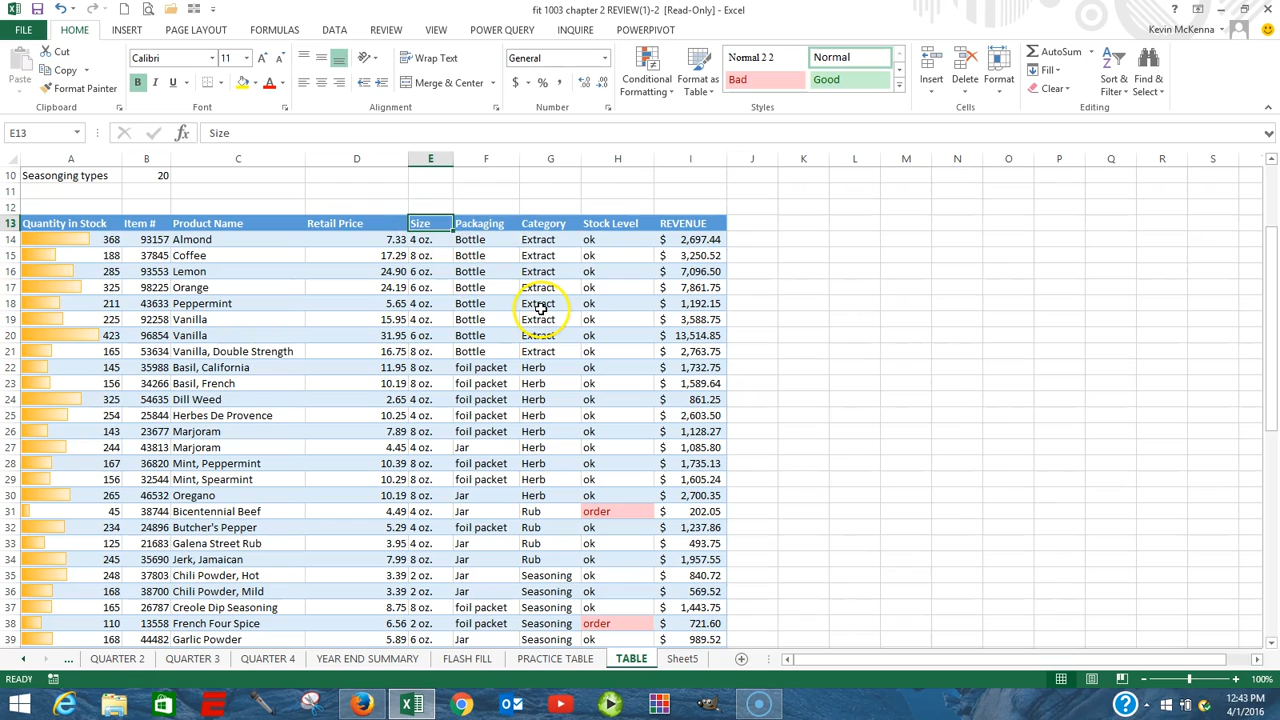 fit 1003 chapter 2 REVIEW(1)-2 [Read-Only] - Excel
FILE HOME INSERT PAGE LAYOUT FORMULAS DATA REVIEW VIEW POWER QUERY INQUIRE POWERPIVOT Kevin McKenna
Paste Cut Copy Format Painter Clipboard
Calibri 11 B I U Font
Wrap Text Merge & Center Alignment
General $ % Number
Conditional Formatting Format as Table
Normal 2 2 Normal Bad Good Styles
Insert Delete Format Cells
AutoSum Fill Clear Sort & Filter Find & Select Editing
E13 fx Size
A B C D E F G H I J K L M N O P Q R S
10 Seasonging types 20
11
12
13 Quantity in Stock Item # Product Name Retail Price Size Packaging Category Stock Level REVENUE
14 368 93157 Almond 7.33 4 oz. Bottle Extract ok $ 2,697.44
15 188 37845 Coffee 17.29 8 oz. Bottle Extract ok $ 3,250.52
16 285 93553 Lemon 24.90 6 oz. Bottle Extract ok $ 7,096.50
17 325 98225 Orange 24.19 6 oz. Bottle Extract ok $ 7,861.75
18 211 43633 Peppermint 5.65 4 oz. Bottle Extract ok $ 1,192.15
19 225 92258 Vanilla 15.95 4 oz. Bottle Extract ok $ 3,588.75
20 423 96854 Vanilla 31.95 6 oz. Bottle Extract ok $ 13,514.85
21 165 53634 Vanilla, Double Strength 16.75 8 oz. Bottle Extract ok $ 2,763.75
22 145 35988 Basil, California 11.95 8 oz. foil packet Herb ok $ 1,732.75
23 156 34266 Basil, French 10.19 8 oz. foil packet Herb ok $ 1,589.64
24 325 54635 Dill Weed 2.65 4 oz. foil packet Herb ok $ 861.25
25 254 25844 Herbes De Provence 10.25 4 oz. foil packet Herb ok $ 2,603.50
26 143 23677 Marjoram 7.89 8 oz. foil packet Herb ok $ 1,128.27
27 244 43813 Marjoram 4.45 4 oz. Jar Herb ok $ 1,085.80
28 167 36820 Mint, Peppermint 10.39 8 oz. foil packet Herb ok $ 1,735.13
29 156 32544 Mint, Spearmint 10.29 8 oz. foil packet Herb ok $ 1,605.24
30 265 46532 Oregano 10.19 8 oz. Jar Herb ok $ 2,700.35
31 45 38744 Bicentennial Beef 4.49 4 oz. Jar Rub order $ 202.05
32 234 24896 Butcher's Pepper 5.29 4 oz. foil packet Rub ok $ 1,237.86
33 125 21683 Galena Street Rub 3.95 4 oz. Jar Rub ok $ 493.75
34 245 35690 Jerk, Jamaican 7.99 8 oz. Jar Rub ok $ 1,957.55
35 248 37803 Chili Powder, Hot 3.39 2 oz. Jar Seasoning ok $ 840.72
36 168 38700 Chili Powder, Mild 3.39 2 oz. Jar Seasoning ok $ 569.52
37 165 26787 Creole Dip Seasoning 8.75 8 oz. foil packet Seasoning ok $ 1,443.75
38 110 13558 French Four Spice 6.56 2 oz. foil packet Seasoning order $ 721.60
39 168 44482 Garlic Powder 5.89 6 oz. Jar Seasoning ok $ 989.52
... QUARTER 2 QUARTER 3 QUARTER 4 YEAR END SUMMARY FLASH FILL PRACTICE TABLE TABLE Sheet5
READY 100%
12:43 PM
4/1/2016